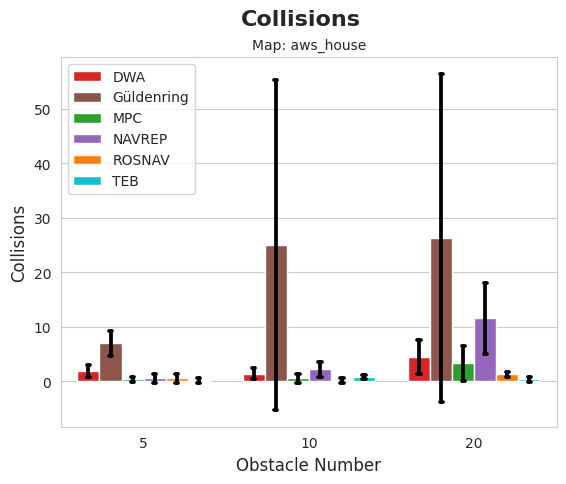 Collisions
Map: aws_house
DWA
Güldenring
MPC
NAVREP
ROSNAV
TEB
Collisions
50
40
30
20
10
0
5 10 20
Obstacle Number